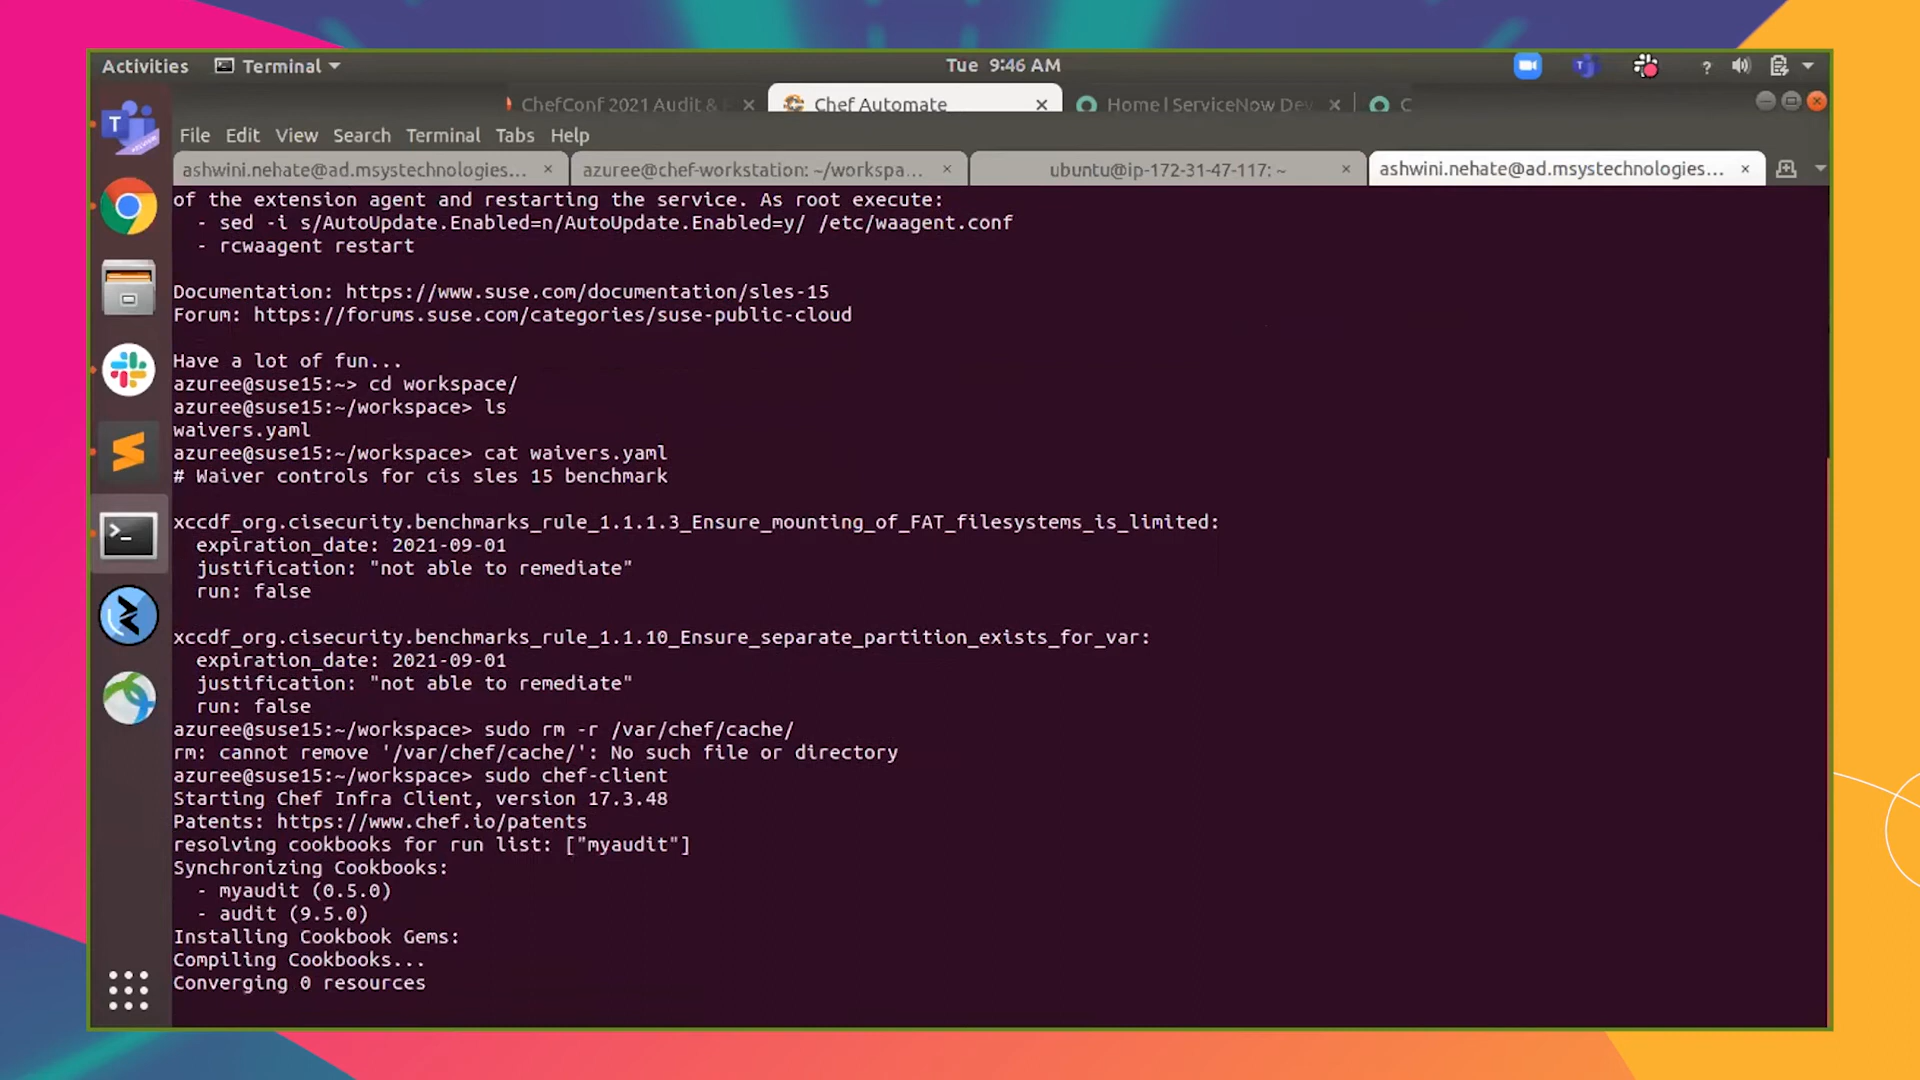 Activities Terminal Tue 9:46 AM
ChefConf 2021 Audit & Chef Automate Home | ServiceNow Dev C
File Edit View Search Terminal Tabs Help
ashwini.nehate@ad.msystechnologies... azuree@chef-workstation: ~/workspa... ubuntu@ip-172-31-47-117: ~ ashwini.nehate@ad.msystechnologies...
of the extension agent and restarting the service. As root execute:
- sed -i s/AutoUpdate.Enabled=n/AutoUpdate.Enabled=y/ /etc/waagent.conf
- rcwaagent restart
Documentation: https://www.suse.com/documentation/sles-15
Forum: https://forums.suse.com/categories/suse-public-cloud
Have a lot of fun...
azuree@suse15:~> cd workspace/
azuree@suse15:~/workspace> ls
waivers.yaml
azuree@suse15:~/workspace> cat waivers.yaml
# Waiver controls for cis sles 15 benchmark
xccdf_org.cisecurity.benchmarks_rule_1.1.1.3_Ensure_mounting_of_FAT_filesystems_is_limited:
expiration_date: 2021-09-01
justification: "not able to remediate"
run: false
xccdf_org.cisecurity.benchmarks_rule_1.1.10_Ensure_separate_partition_exists_for_var:
expiration_date: 2021-09-01
justification: "not able to remediate"
run: false
azuree@suse15:~/workspace> sudo rm -r /var/chef/cache/
rm: cannot remove '/var/chef/cache/': No such file or directory
azuree@suse15:~/workspace> sudo chef-client
Starting Chef Infra Client, version 17.3.48
Patents: https://www.chef.io/patents
resolving cookbooks for run list: ["myaudit"]
Synchronizing Cookbooks:
- myaudit (0.5.0)
- audit (9.5.0)
Installing Cookbook Gems:
Compiling Cookbooks...
Converging 0 resources